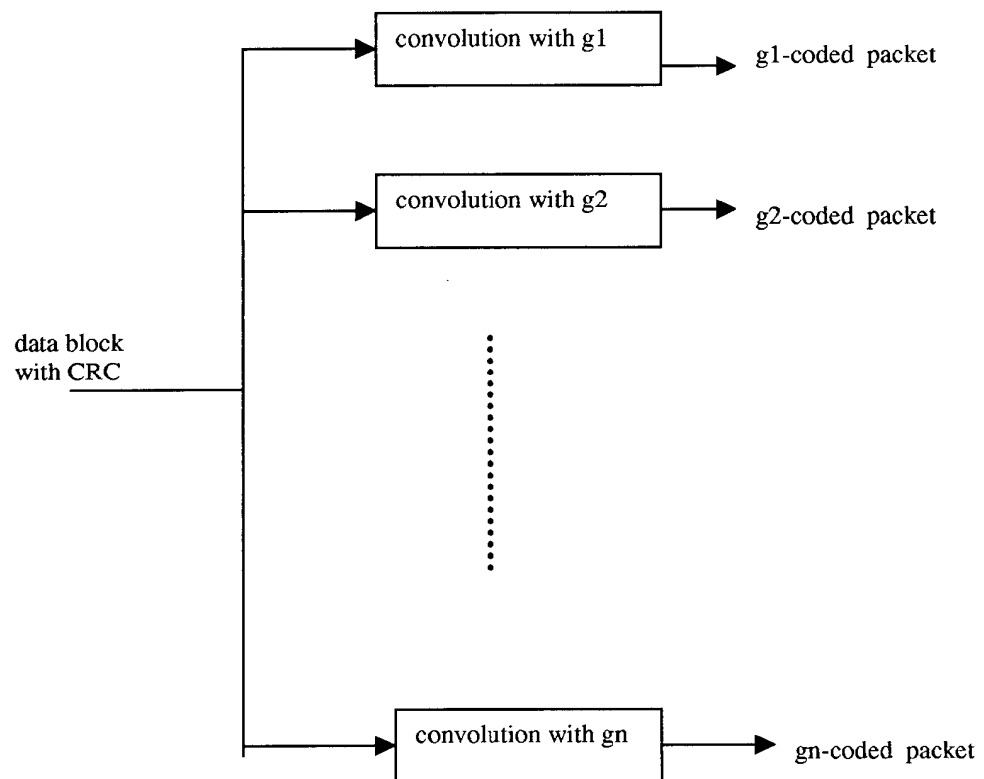 convolution with g1
g1-coded packet
convolution with g2
g2-coded packet
data block
with CRC
convolution with gn
gn-coded packet